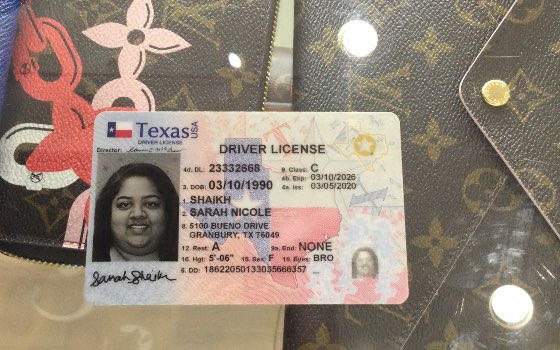 Texas USA
DRIVER LICENSE
Director:
DRIVER LICENSE
4d. DL: 23332668 9. Class: C
4b. Exp: 03/10/2026
3. DOB: 03/10/1990 4a. Iss: 03/05/2020
1. SHAIKH
2. SARAH NICOLE
8. 5100 BUENO DRIVE
GRANBURY, TX 76049
12. Rest: A 9a. End: NONE
16. Hgt: 5'-06" 15. Sex: F 18. Eyes: BRO
5. DD: 18622050133035666357
Sarah Shaikh